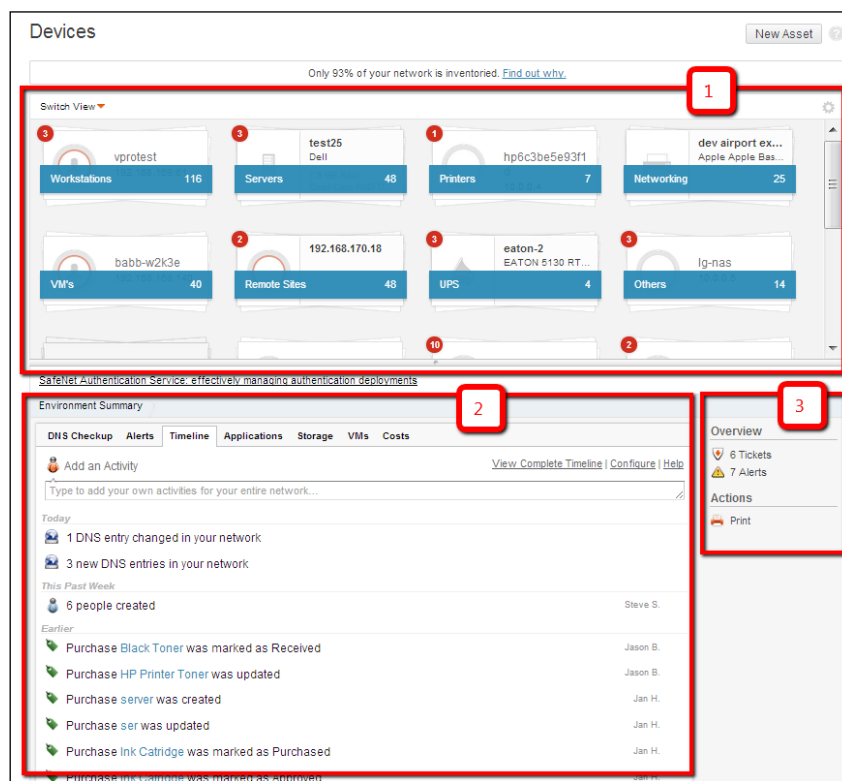 Devices
New Asset
Only 93% of your network is inventoried. Find out why.
1
Switch View
3
vprotest
Workstations 116
3
test25
Dell
Servers 48
1
hp6c3be5e93f1
Printers 7
dev airport ex...
Apple Apple Bas...
Networking 25
babb-w2k3e
VM's 40
2
192.168.170.18
Remote Sites 48
3
eaton-2
EATON 5130 RT...
UPS 4
3
lg-nas
Others 14
10
2
SafeNet Authentication Service: effectively managing authentication deployments
Environment Summary
2
DNS Checkup Alerts Timeline Applications Storage VMs Costs
Add an Activity
View Complete Timeline | Configure | Help
Type to add your own activities for your entire network...
Today
1 DNS entry changed in your network
3 new DNS entries in your network
This Past Week
6 people created Steve S.
Earlier
Purchase Black Toner was marked as Received Jason B.
Purchase HP Printer Toner was updated Jason B.
Purchase server was created Jan H.
Purchase ser was updated Jan H.
Purchase Ink Catridge was marked as Purchased Jan H.
Purchase Ink Catridge was marked as Approved Jan H.
3
Overview
6 Tickets
7 Alerts
Actions
Print